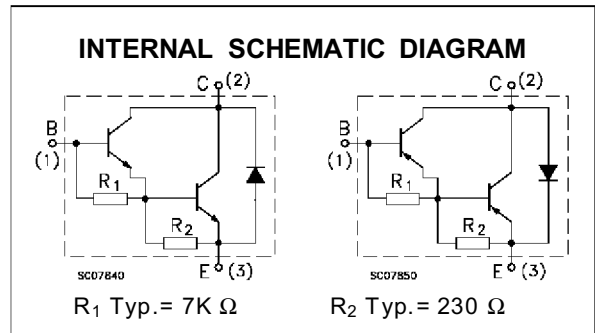 INTERNAL SCHEMATIC DIAGRAM
C (2)
C (2)
B
(1)
B
(1)
R1
R1
R2
R2
SC07840
E (3)
SC07850
E (3)
R1 Typ.= 7K Ω
R2 Typ.= 230 Ω